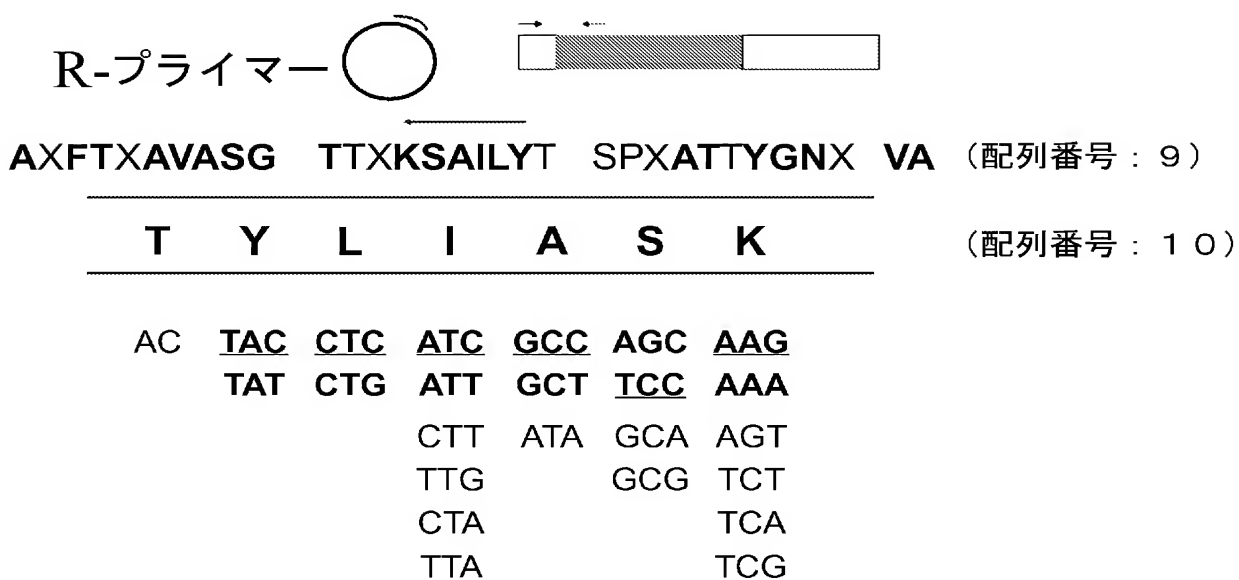 R-プライマー
AXFTXAVASG TTXKSAILYT SPXATTYGNX VA (配列番号：９)
T Y L I A S K (配列番号：１０)
AC TAC CTC ATC GCC AGC AAG
TAT CTG ATT GCT TCC AAA
CTT ATA GCA AGT
TTG GCG TCT
CTA TCA
TTA TCG